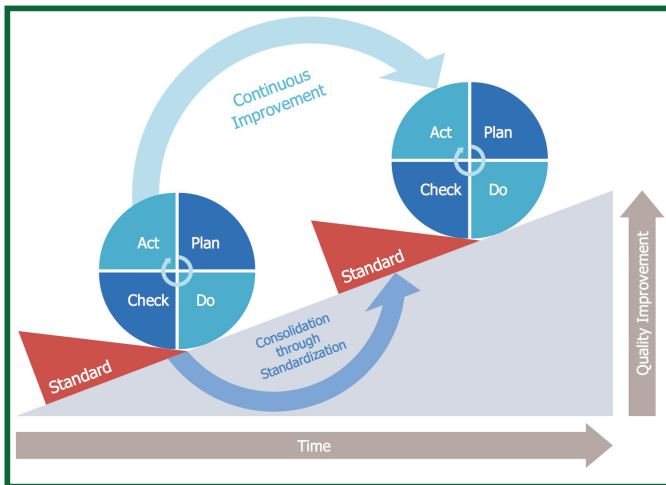 Continuous
Improvement
Act
Plan
Check
Do
Act
Plan
Check
Do
Standard
Standard
Consolidation
through
Standardization
Quality Improvement
Time